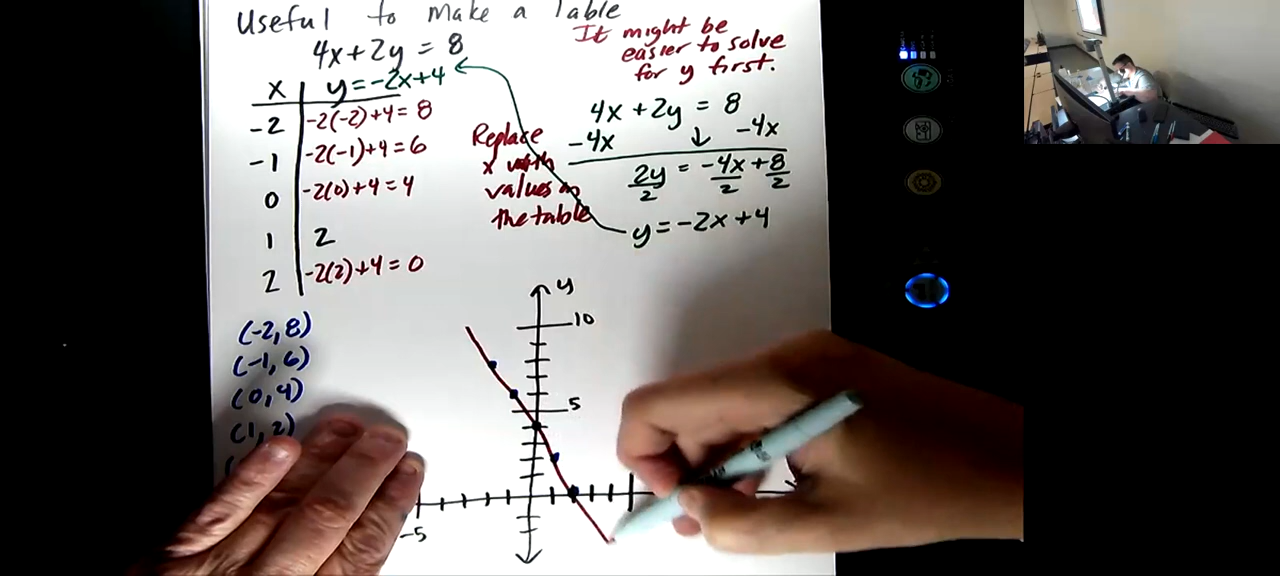 Useful to Make a Table
4x + 2y = 8
x | y = -2x + 4
-2 | -2(-2)+4 = 8
-1 | -2(-1)+4 = 6
0 | -2(0)+4 = 4
1 | 2
2 | -2(2)+4 = 0
(-2, 8)
(-1, 6)
(0, 4)
(1, 2)
(
Replace
x with
values in
the table
It might be
easier to solve
for y first.
4x + 2y = 8
-4x ↓ -4x
2y/2 = -4x/2 + 8/2
y = -2x + 4
y
10
5
-5